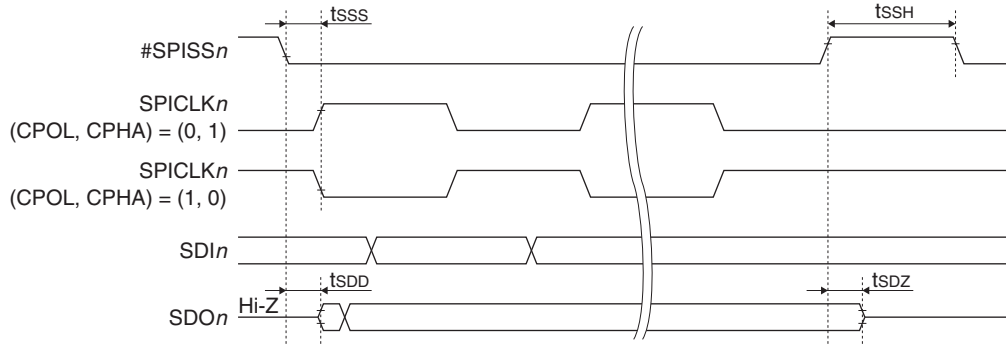 tSSS
tSSH
#SPISSn
SPICLKn
(CPOL, CPHA) = (0, 1)
SPICLKn
(CPOL, CPHA) = (1, 0)
SDIn
tSDD
tSDZ
Hi-Z
SDOn